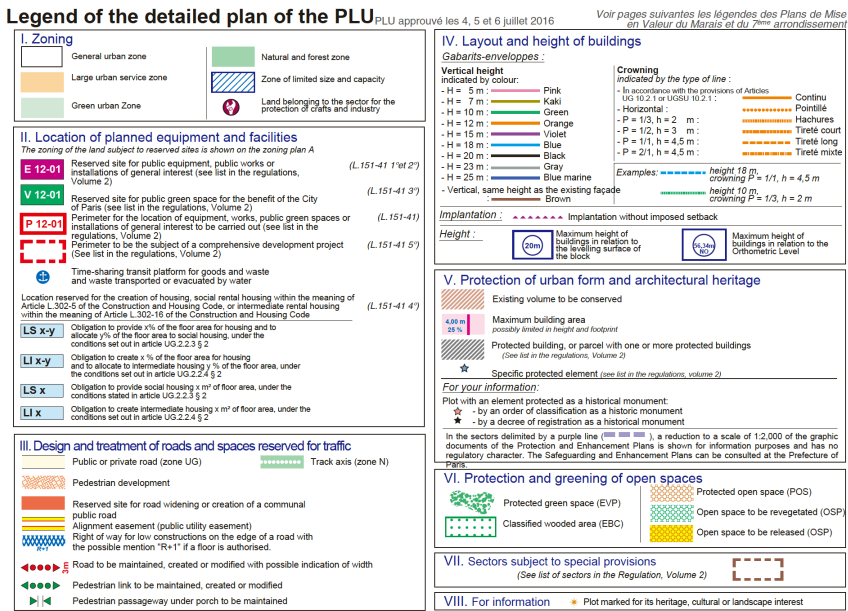 Legend of the detailed plan of the PLU PLU approuvé les 4, 5 et 6 juillet 2016
Voir pages suivantes les légendes des Plans de Mise
en Valeur du Marais et du 7ème arrondissement
I. Zoning
General urban zone
Natural and forest zone
Large urban service zone
Zone of limited size and capacity
Green urban Zone
Land belonging to the sector for the
protection of crafts and industry
II. Location of planned equipment and facilities
The zoning of the land subject to reserved sites is shown on the zoning plan A
E 12-01
Reserved site for public equipment, public works or
installations of general interest (see list in the regulations,
Volume 2)
(L.151-41 1°et 2°)
V 12-01
Reserved site for public green space for the benefit of the City
of Paris (see list in the regulations, Volume 2)
(L.151-41 3°)
P 12-01
Perimeter for the location of equipment, works, public green spaces or
installations of general interest to be carried out (see list in the
regulations, Volume 2)
(L.151-41)
Perimeter to be the subject of a comprehensive development project
(See list in the regulations, Volume 2)
(L.151-41 5°)
Time-sharing transit platform for goods and waste
and waste transported or evacuated by water
Location reserved for the creation of housing, social rental housing within the meaning of
Article L.302-5 of the Construction and Housing Code, or intermediate rental housing
within the meaning of Article L.302-16 of the Construction and Housing Code
(L.151-41 4°)
LS x-y
Obligation to provide x% of the floor area for housing and to
allocate y% of the floor area to social housing, under the
conditions set out in article UG.2.2.3 § 2
LI x-y
Obligation to create x % of the floor area for housing
and to allocate to intermediate housing y % of the floor area, under
the conditions set out in article UG.2.2.4 § 2
LS x
Obligation to provide social housing x m² of floor area, under the
conditions stated in article UG.2.2.3 § 2
LI x
Obligation to create intermediate housing x m² of floor area, under the
conditions set out in article UG.2.2.4 § 2
III. Design and treatment of roads and spaces reserved for traffic
Public or private road (zone UG)
Track axis (zone N)
Pedestrian development
Reserved site for road widening or creation of a communal
public road
Alignment easement (public utility easement)
R+1
Right of way for low constructions on the edge of a road with
the possible mention "R+1" if a floor is authorised.
3m
Road to be maintained, created or modified with possible indication of width
Pedestrian link to be maintained, created or modified
Pedestrian passageway under porch to be maintained
IV. Layout and height of buildings
Gabarits-enveloppes :
Vertical height
indicated by colour:
- H = 5 m : Pink
- H = 7 m : Kaki
- H = 10 m : Green
- H = 12 m : Orange
- H = 15 m : Violet
- H = 18 m : Blue
- H = 20 m : Black
- H = 23 m : Gray
- H = 25 m : Blue marine
- Vertical, same height as the existing façade
: Brown
Crowning
indicated by the type of line :
- In accordance with the provisions of Articles
UG 10.2.1 or UGSU 10.2.1 : Continu
- Horizontal : Pointillé
- P = 1/3, h = 2 m : Hachures
- P = 1/2, h = 3 m : Tireté court
- P = 1/1, h = 4,5 m : Tireté long
- P = 2/1, h = 4,5 m : Tireté mixte
Examples:
height 18 m,
crowning P = 1/1, h = 4,5 m
height 10 m,
crowning P = 1/3, h = 2 m
Implantation : Implantation without imposed setback
Height :
20m
Maximum height of
buildings in relation to
the levelling surface of
the block
56,34m
NO
Maximum height of
buildings in relation to the
Orthometric Level
V. Protection of urban form and architectural heritage
Existing volume to be conserved
4,00 m
25 %
Maximum building area
possibly limited in height and footprint
Protected building, or parcel with one or more protected buildings
(See list in the regulations, Volume 2)
Specific protected element (see list in the regulations, volume 2)
For your information:
Plot with an element protected as a historical monument:
- by an order of classification as a historic monument
- by a decree of registration as a historical monument
In the sectors delimited by a purple line ( ), a reduction to a scale of 1:2,000 of the graphic
documents of the Protection and Enhancement Plans is shown for information purposes and has no
regulatory character. The Safeguarding and Enhancement Plans can be consulted at the Prefecture of
Paris.
VI. Protection and greening of open spaces
Protected green space (EVP)
Classified wooded area (EBC)
Protected open space (POS)
Open space to be revegetated (OSP)
Open space to be released (OSP)
VII. Sectors subject to special provisions
(See list of sectors in the Regulation, Volume 2)
VIII. For information
Plot marked for its heritage, cultural or landscape interest